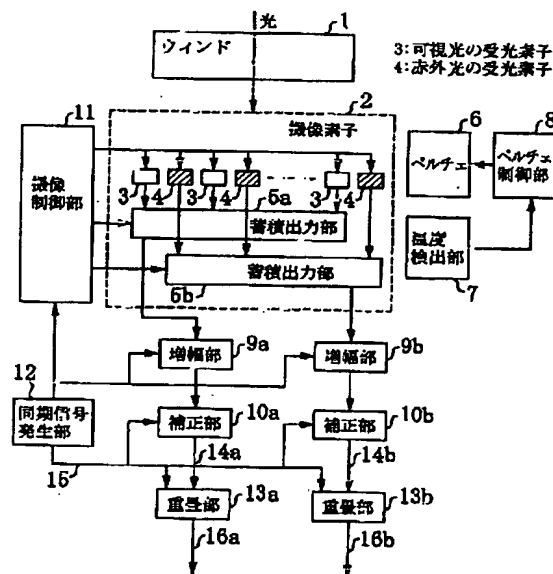 光
1
ウィンド
3:可視光の受光素子
4:赤外光の受光素子
2
11
撮像素子
6
8
撮像
制御部
ペルチェ
ペルチェ
制御部
3
4
3
4
3
4
5a
蓄積出力部
温度
検出部
蓄積出力部
5b
7
増幅部
9a
増幅部
9b
12
同期信号
発生部
補正部
10a
補正部
10b
15
14a
14b
重畳部
13a
重畳部
13b
16a
16b